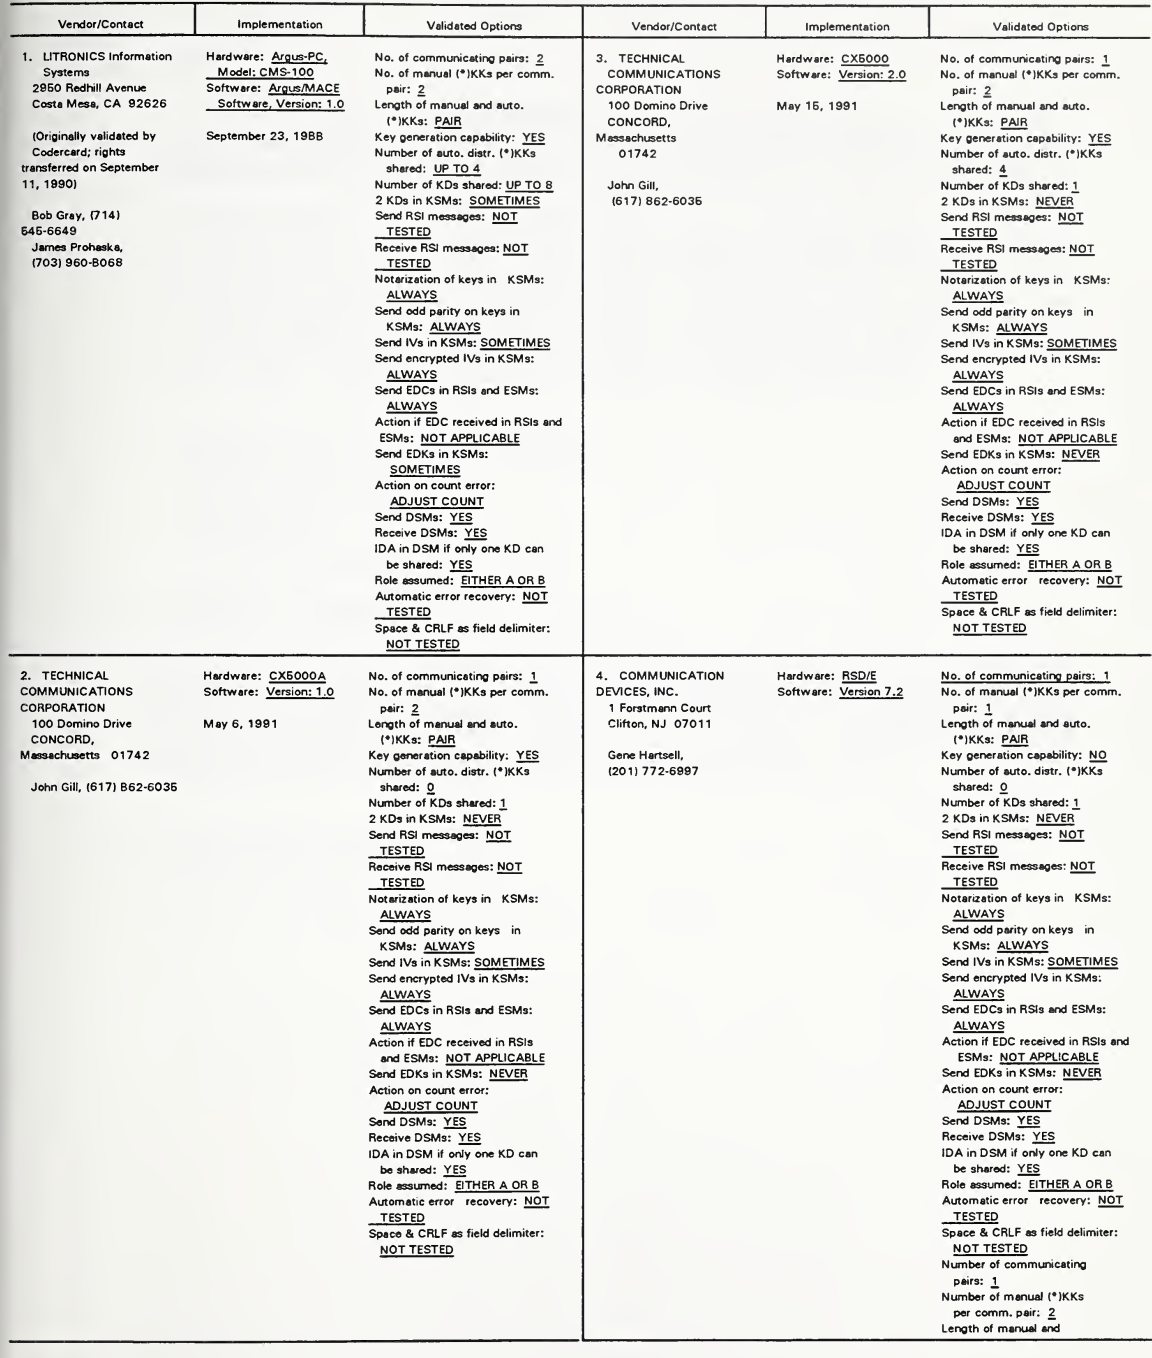 Vendor/Contact
Implementation
Validated Options
1. LITRONICS Information
Systems
2950 Redhill Avenue
Costa Mesa, CA 92626
(Originally validated by
Codercard; rights
transferred on September
11, 1990)
Bob Gray, (714)
545-6649
James Prohaska,
(703) 960-8068
Hardware: Argus-PC,
Model: CMS-100
Software: Argus/MACE
Software, Version: 1.0
September 23, 1988
No. of communicating pairs: 2
No. of manual (*)KKs per comm.
pair: 2
Length of manual and auto.
(*)KKs: PAIR
Key generation capability: YES
Number of auto. distr. (*)KKs
shared: UP TO 4
Number of KDs shared: UP TO 8
2 KDs in KSMs: SOMETIMES
Send RSI messages: NOT
TESTED
Receive RSI messages: NOT
TESTED
Notarization of keys in KSMs:
ALWAYS
Send odd parity on keys in
KSMs: ALWAYS
Send IVs in KSMs: SOMETIMES
Send encrypted IVs in KSMs:
ALWAYS
Send EDCs in RSIs and ESMs:
ALWAYS
Action if EDC received in RSIs and
ESMs: NOT APPLICABLE
Send EDKs in KSMs:
SOMETIMES
Action on count error:
ADJUST COUNT
Send DSMs: YES
Receive DSMs: YES
IDA in DSM if only one KD can
be shared: YES
Role assumed: EITHER A OR B
Automatic error recovery: NOT
TESTED
Space & CRLF as field delimiter:
NOT TESTED
2. TECHNICAL
COMMUNICATIONS
CORPORATION
100 Domino Drive
CONCORD,
Massachusetts 01742
John Gill, (617) 862-6035
Hardware: CX5000A
Software: Version: 1.0
May 6, 1991
No. of communicating pairs: 1
No. of manual (*)KKs per comm.
pair: 2
Length of manual and auto.
(*)KKs: PAIR
Key generation capability: YES
Number of auto. distr. (*)KKs
shared: 0
Number of KDs shared: 1
2 KDs in KSMs: NEVER
Send RSI messages: NOT
TESTED
Receive RSI messages: NOT
TESTED
Notarization of keys in KSMs:
ALWAYS
Send odd parity on keys in
KSMs: ALWAYS
Send IVs in KSMs: SOMETIMES
Send encrypted IVs in KSMs:
ALWAYS
Send EDCs in RSIs and ESMs:
ALWAYS
Action if EDC received in RSIs
and ESMs: NOT APPLICABLE
Send EDKs in KSMs: NEVER
Action on count error:
ADJUST COUNT
Send DSMs: YES
Receive DSMs: YES
IDA in DSM if only one KD can
be shared: YES
Role assumed: EITHER A OR B
Automatic error recovery: NOT
TESTED
Space & CRLF as field delimiter:
NOT TESTED
Vendor/Contact
Implementation
Validated Options
3. TECHNICAL
COMMUNICATIONS
CORPORATION
100 Domino Drive
CONCORD,
Massachusetts
01742
John Gill,
(617) 862-6035
Hardware: CX5000
Software: Version: 2.0
May 15, 1991
No. of communicating pairs: 1
No. of manual (*)KKs per comm.
pair: 2
Length of manual and auto.
(*)KKs: PAIR
Key generation capability: YES
Number of auto. distr. (*)KKs
shared: 4
Number of KDs shared: 1
2 KDs in KSMs: NEVER
Send RSI messages: NOT
TESTED
Receive RSI messages: NOT
TESTED
Notarization of keys in KSMs:
ALWAYS
Send odd parity on keys in
KSMs: ALWAYS
Send IVs in KSMs: SOMETIMES
Send encrypted IVs in KSMs:
ALWAYS
Send EDCs in RSIs and ESMs:
ALWAYS
Action if EDC received in RSIs
and ESMs: NOT APPLICABLE
Send EDKs in KSMs: NEVER
Action on count error:
ADJUST COUNT
Send DSMs: YES
Receive DSMs: YES
IDA in DSM if only one KD can
be shared: YES
Role assumed: EITHER A OR B
Automatic error recovery: NOT
TESTED
Space & CRLF as field delimiter:
NOT TESTED
4. COMMUNICATION
DEVICES, INC.
1 Forstmann Court
Clifton, NJ 07011
Gene Hartsell,
(201) 772-6997
Hardware: RSD/E
Software: Version 7.2
No. of communicating pairs: 1
No. of manual (*)KKs per comm.
pair: 1
Length of manual and auto.
(*)KKs: PAIR
Key generation capability: NO
Number of auto. distr. (*)KKs
shared: 0
Number of KDs shared: 1
2 KDs in KSMs: NEVER
Send RSI messages: NOT
TESTED
Receive RSI messages: NOT
TESTED
Notarization of keys in KSMs:
ALWAYS
Send odd parity on keys in
KSMs: ALWAYS
Send IVs in KSMs: SOMETIMES
Send encrypted IVs in KSMs:
ALWAYS
Send EDCs in RSIs and ESMs:
ALWAYS
Action if EDC received in RSIs and
ESMs: NOT APPLICABLE
Send EDKs in KSMs: NEVER
Action on count error:
ADJUST COUNT
Send DSMs: YES
Receive DSMs: YES
IDA in DSM if only one KD can
be shared: YES
Role assumed: EITHER A OR B
Automatic error recovery: NOT
TESTED
Space & CRLF as field delimiter:
NOT TESTED
Number of communicating
pairs: 1
Number of manual (*)KKs
per comm. pair: 2
Length of manual and